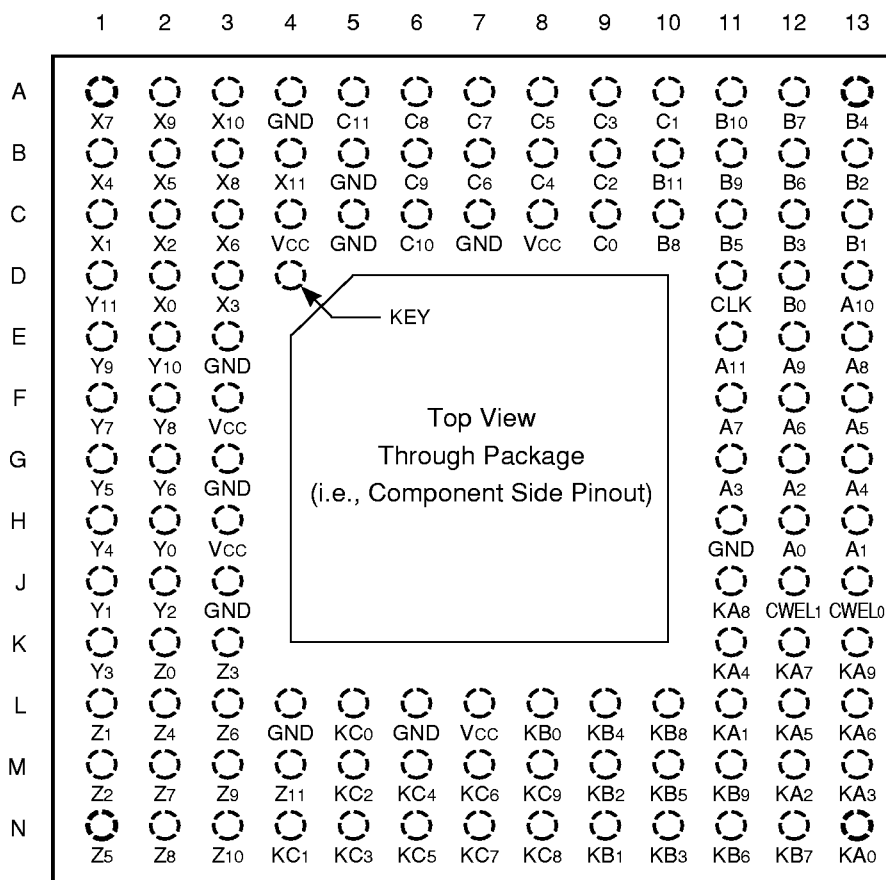 1 2 3 4 5 6 7 8 9 10 11 12 13
A
X7 X9 X10 GND C11 C8 C7 C5 C3 C1 B10 B7 B4
B
X4 X5 X8 X11 GND C9 C6 C4 C2 B11 B9 B6 B2
C
X1 X2 X6 VCC GND C10 GND VCC C0 B8 B5 B3 B1
D
Y11 X0 X3 CLK B0 A10
KEY
E
Y9 Y10 GND A11 A9 A8
F
Y7 Y8 VCC A7 A6 A5
Top View
Through Package
(i.e., Component Side Pinout)
G
Y5 Y6 GND A3 A2 A4
H
Y4 Y0 VCC GND A0 A1
J
Y1 Y2 GND KA8 CWEL1 CWEL0
K
Y3 Z0 Z3 KA4 KA7 KA9
L
Z1 Z4 Z6 GND KC0 GND VCC KB0 KB4 KB8 KA1 KA5 KA6
M
Z2 Z7 Z9 Z11 KC2 KC4 KC6 KC9 KB2 KB5 KB9 KA2 KA3
N
Z5 Z8 Z10 KC1 KC3 KC5 KC7 KC8 KB1 KB3 KB6 KB7 KA0